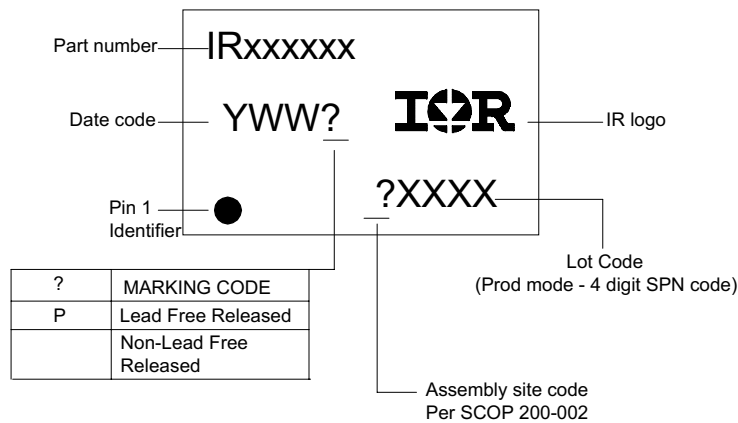 Part number
IRxxxxxx
Date code
YWW?
IOR
IR logo
?XXXX
Pin 1
Identifier
Lot Code
(Prod mode - 4 digit SPN code)
? MARKING CODE
P Lead Free Released
Non-Lead Free
Released
Assembly site code
Per SCOP 200-002